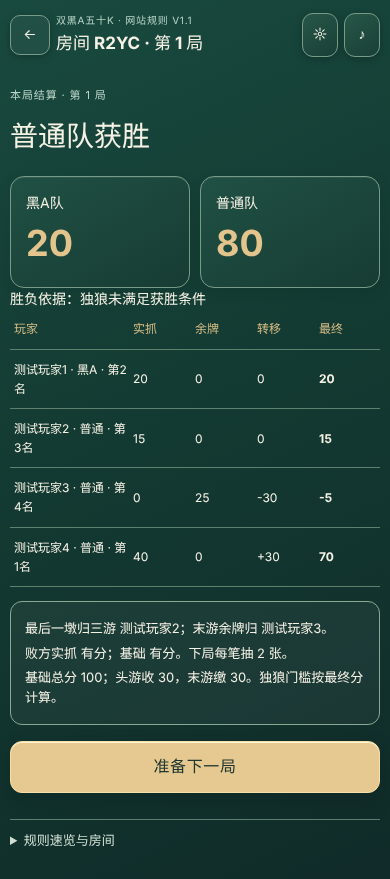 ←
双黑A五十K · 网站规则 V1.1
房间 R2YC · 第 1 局
♪
本局结算 · 第 1 局
普通队获胜
黑A队
20
普通队
80
胜负依据：独狼未满足获胜条件
玩家 实抓 余牌 转移 最终
测试玩家1 · 黑A · 第2
名
20 0 0 20
测试玩家2 · 普通 · 第
3名
15 0 0 15
测试玩家3 · 普通 · 第
4名
0 25 -30 -5
测试玩家4 · 普通 · 第
1名
40 0 +30 70
最后一墩归三游 测试玩家2；末游余牌归 测试玩家3。
败方实抓 有分；基础 有分。下局每笔抽 2 张。
基础总分 100；头游收 30，末游缴 30。独狼门槛按最终分
计算。
准备下一局
▶ 规则速览与房间